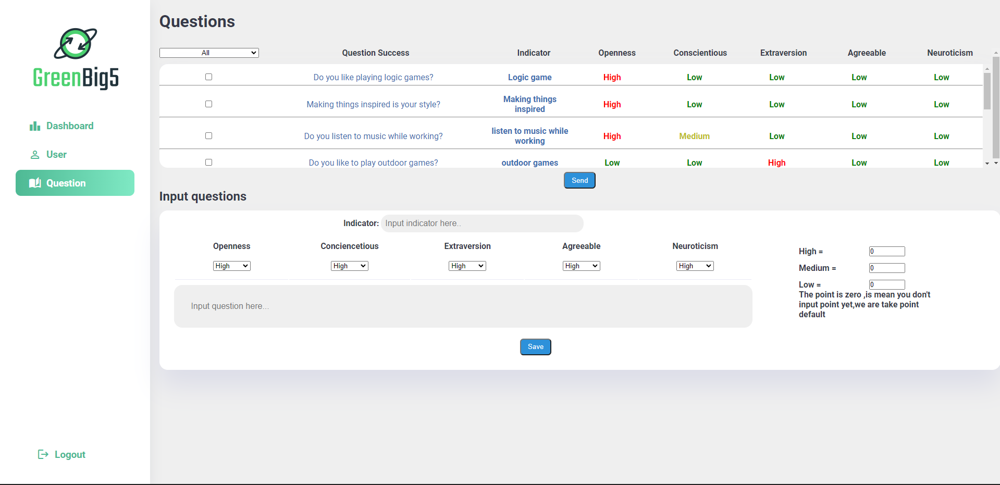 GreenBig5
Dashboard
User
Question
Logout
Questions
All Question Success Indicator Openness Conscientious Extraversion Agreeable Neuroticism
Do you like playing logic games? Logic game High Low Low Low Low
Making things inspired is your style? Making things inspired High Low Low Low Low
Do you listen to music while working? listen to music while working High Medium Low Low Low
Do you like to play outdoor games? outdoor games Low Low High Low Low
Send
Input questions
Indicator: Input indicator here..
Openness Conciencetious Extraversion Agreeable Neuroticism
High High High High High
Input question here...
High = 0
Medium = 0
Low = 0
The point is zero ,is mean you don't
input point yet,we are take point
default
Save